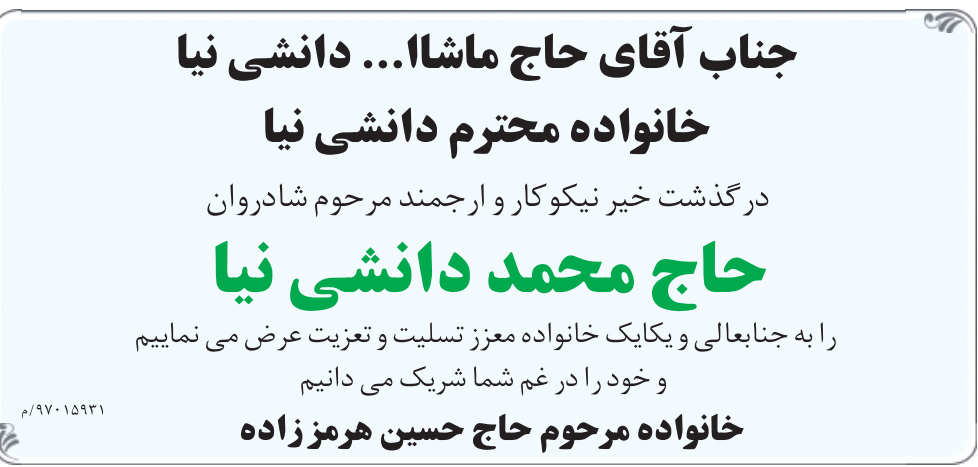 جناب آقای حاج ماشاا... دانشی نیا
خانواده محترم دانشی نیا
درگذشت خیر نیکوکار و ارجمند مرحوم شادروان
حاج محمد دانشی نیا
را به جنابعالی و یکایک خانواده معزز تسلیت و تعزیت عرض می نماییم
و خود را در غم شما شریک می دانیم
۹۷۰۱۵۹۳۱/م
خانواده مرحوم حاج حسین هرمز زاده